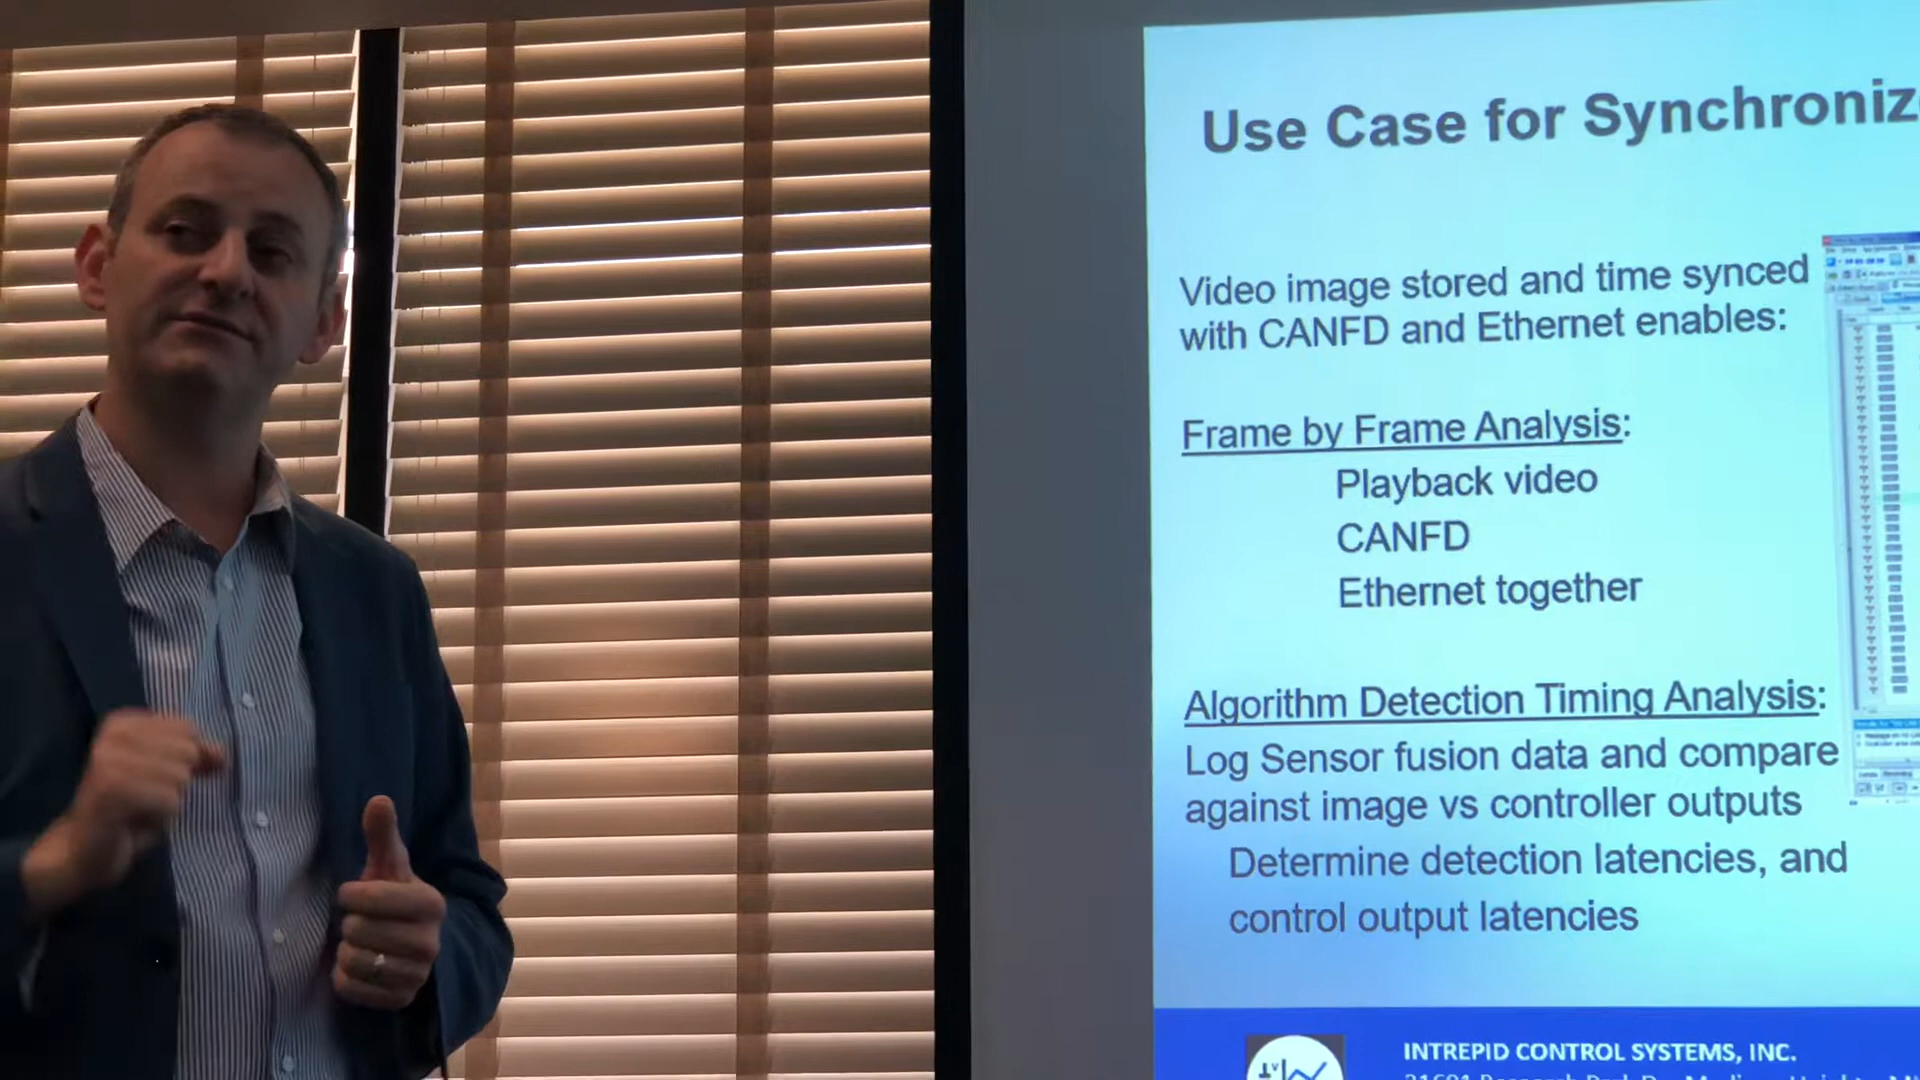 Use Case for Synchroniz
Video image stored and time synced
with CANFD and Ethernet enables:
Frame by Frame Analysis:
Playback video
CANFD
Ethernet together
Algorithm Detection Timing Analysis:
Log Sensor fusion data and compare
against image vs controller outputs
Determine detection latencies, and
control output latencies
INTREPID CONTROL SYSTEMS, INC.